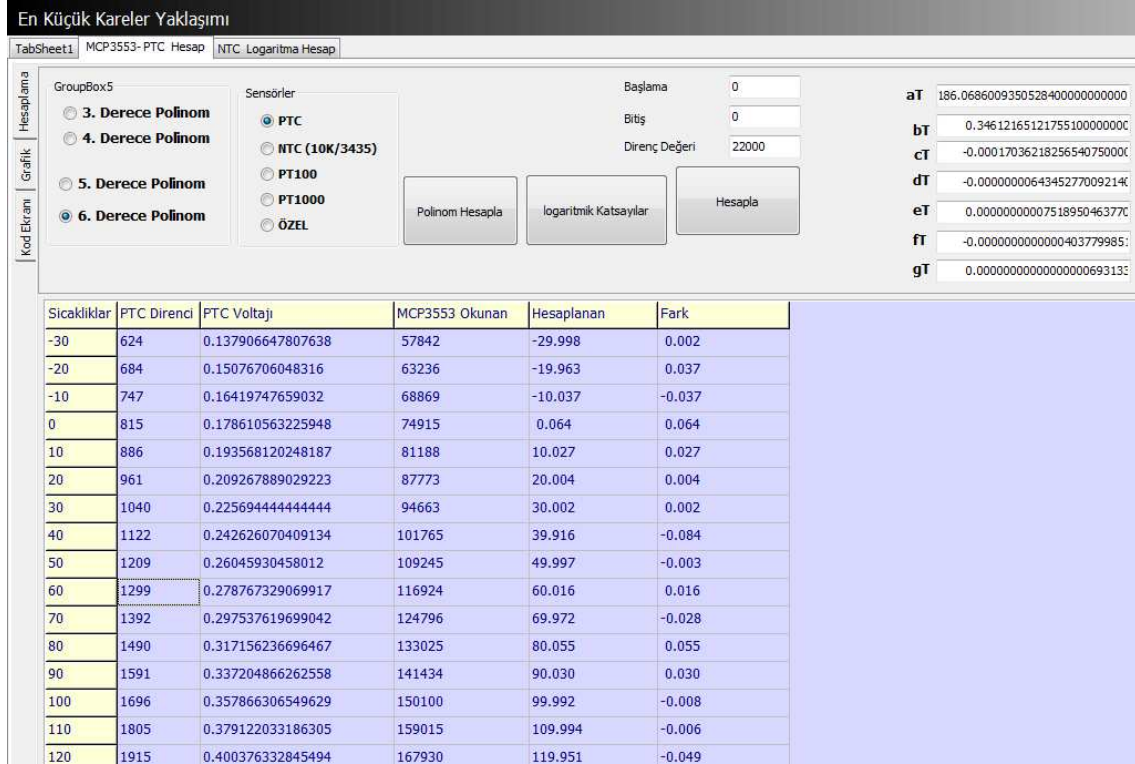 En Küçük Kareler Yaklaşımı
TabSheet1 MCP3553- PTC Hesap NTC Logaritma Hesap
Hesaplama
Grafik
Kod Ekranı
GroupBox5
3. Derece Polinom
4. Derece Polinom
5. Derece Polinom
6. Derece Polinom
Sensörler
PTC
NTC (10K/3435)
PT100
PT1000
ÖZEL
Başlama 0
Bitiş 0
Direnç Değeri 22000
Polinom Hesapla
logaritmik Katsayılar
Hesapla
aT 186.0686009350528400000000000
bT 0.34612165121755100000000
cT -0.00017036218256540750000
dT -0.0000000643452770092140
eT 0.0000000007518950463770
fT -0.000000000000403779985
gT 0.0000000000000000693133
Sicakliklar PTC Direnci PTC Voltajı MCP3553 Okunan Hesaplanan Fark
-30 624 0.137906647807638 57842 -29.998 0.002
-20 684 0.15076706048316 63236 -19.963 0.037
-10 747 0.16419747659032 68869 -10.037 -0.037
0 815 0.178610563225948 74915 0.064 0.064
10 886 0.193568120248187 81188 10.027 0.027
20 961 0.209267889029223 87773 20.004 0.004
30 1040 0.225694444444444 94663 30.002 0.002
40 1122 0.242626070409134 101765 39.916 -0.084
50 1209 0.26045930458012 109245 49.997 -0.003
60 1299 0.278767329069917 116924 60.016 0.016
70 1392 0.297537619699042 124796 69.972 -0.028
80 1490 0.317156236696467 133025 80.055 0.055
90 1591 0.337204866262558 141434 90.030 0.030
100 1696 0.357866306549629 150100 99.992 -0.008
110 1805 0.379122033186305 159015 109.994 -0.006
120 1915 0.400376332845494 167930 119.951 -0.049